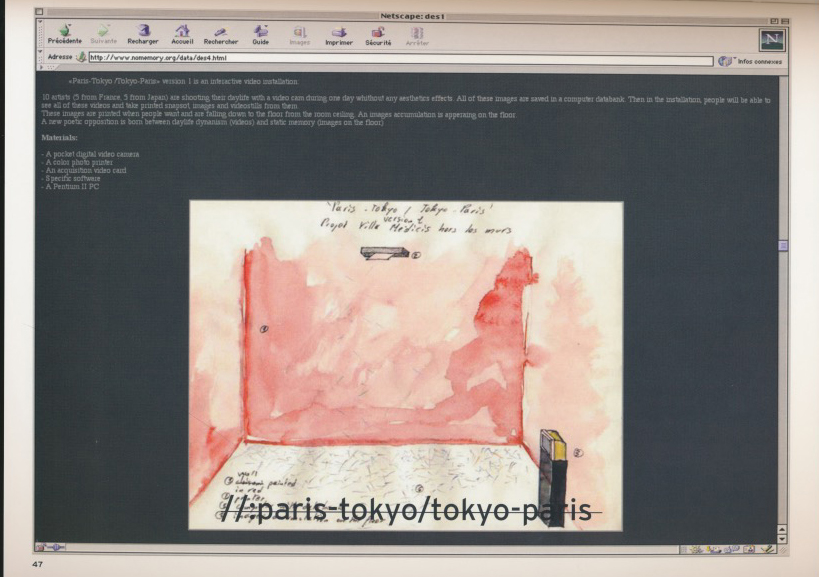 Netscape: des1
Précédente Suivante Recharger Accueil Rechercher Guide Images Imprimer Sécurité Arrêter
N
Adresse http://www.nomemory.org/data/des4.html Infos connexes
«Paris-Tokyo /Tokyo-Paris» version 1 is an interactive video installation
10 artists (5 from France, 5 from Japan) are shooting their daylife with a video cam during one day whithout any aesthetics effects. All of these images are saved in a computer databank. Then in the installation, people will be able to
see all of these videos and take printed snapsot, images and videostills from them.
These images are printed when people want and are falling down to the floor from the room ceiling. An images accumulation is apperaing on the floor.
A new poetic opposition is born between daylife dynamism (videos) and static memory (images on the floor)
Materials:
- A pocket digital video camera
- A color photo printer
- An acquisition video card
- Specific software
- A Pentium II PC
'Paris - Tokyo / Tokyo - Paris'
version 1
Projet Villa Medicis hors les murs
2
1
3
wall
1 painted
in red
2 printer
//-paris-tokyo/tokyo-paris
47